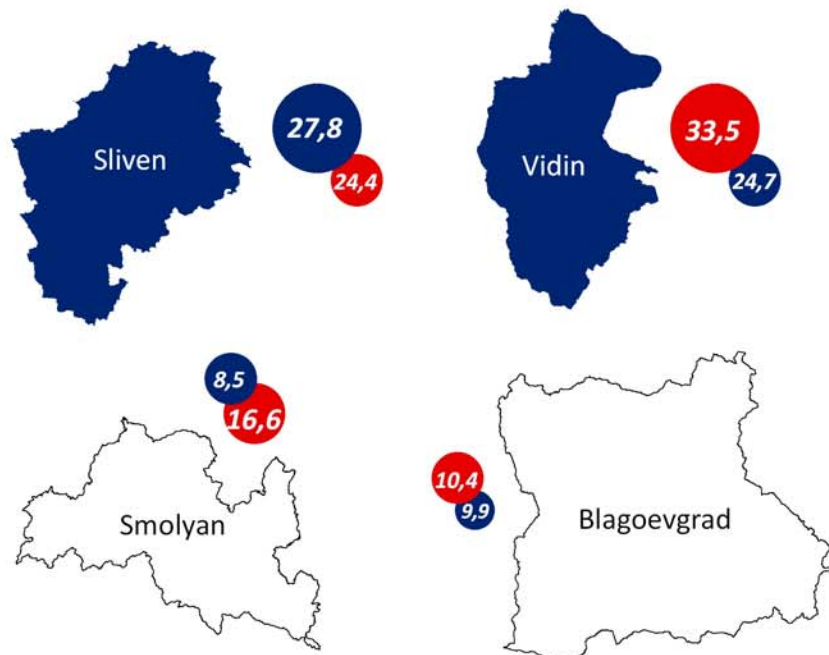 27,8
Sliven
24,4
33,5
Vidin
24,7
8,5
16,6
Smolyan
10,4
9,9
Blagoevgrad